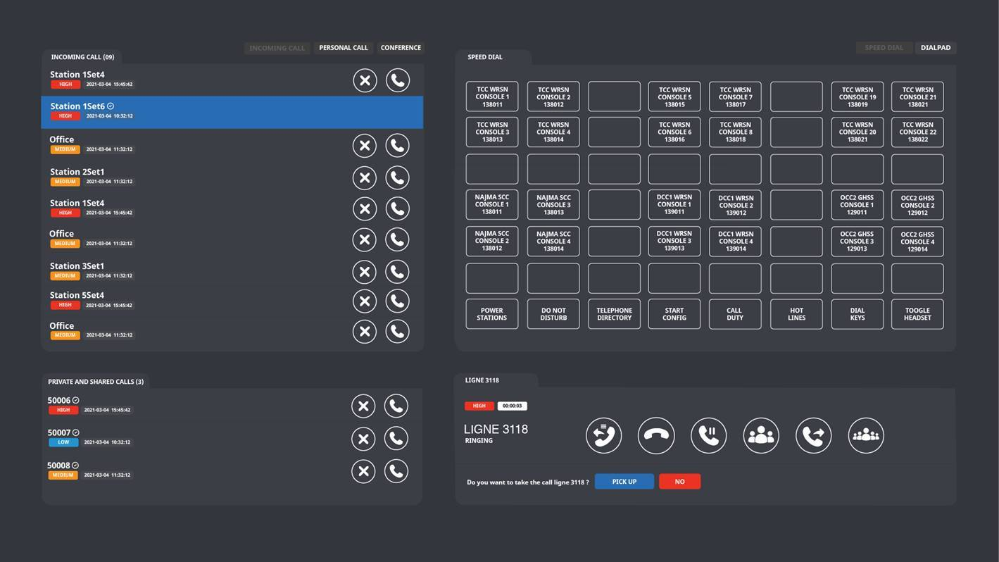 INCOMING CALL
PERSONAL CALL
CONFERENCE
INCOMING CALL (09)
Station 1Set4
HIGH
2021-03-04 15:45:42
Station 1Set6
HIGH
2021-03-04 10:32:12
Office
MEDIUM
2021-03-04 11:32:12
Station 2Set1
MEDIUM
2021-03-04 11:32:12
Station 1Set4
HIGH
2021-03-04 15:45:42
Office
MEDIUM
2021-03-04 11:32:12
Station 3Set1
MEDIUM
2021-03-04 11:32:12
Station 5Set4
HIGH
2021-03-04 15:45:42
Office
MEDIUM
2021-03-04 11:32:12
SPEED DIAL
DIALPAD
SPEED DIAL
TCC WRSN
CONSOLE 1
138011
TCC WRSN
CONSOLE 2
138012
TCC WRSN
CONSOLE 5
138015
TCC WRSN
CONSOLE 7
138017
TCC WRSN
CONSOLE 19
138019
TCC WRSN
CONSOLE 21
138021
TCC WRSN
CONSOLE 3
138013
TCC WRSN
CONSOLE 4
138014
TCC WRSN
CONSOLE 6
138016
TCC WRSN
CONSOLE 8
138018
TCC WRSN
CONSOLE 20
138021
TCC WRSN
CONSOLE 22
138022
NAJMA SCC
CONSOLE 1
138011
NAJMA SCC
CONSOLE 3
138013
DCC1 WRSN
CONSOLE 1
139011
DCC1 WRSN
CONSOLE 2
139012
OCC2 GHSS
CONSOLE 1
129011
OCC2 GHSS
CONSOLE 2
129012
NAJMA SCC
CONSOLE 2
138012
NAJMA SCC
CONSOLE 4
138014
DCC1 WRSN
CONSOLE 3
139013
DCC1 WRSN
CONSOLE 4
139014
OCC2 GHSS
CONSOLE 3
129013
OCC2 GHSS
CONSOLE 4
129014
POWER
STATIONS
DO NOT
DISTURB
TELEPHONE
DIRECTORY
START
CONFIG
CALL
DUTY
HOT
LINES
DIAL
KEYS
TOOGLE
HEADSET
PRIVATE AND SHARED CALLS (3)
50006
HIGH
2021-03-04 15:45:42
50007
LOW
2021-03-04 10:32:12
50008
MEDIUM
2021-03-04 11:32:12
LIGNE 3118
HIGH
00:00:03
LIGNE 3118
RINGING
Do you want to take the call ligne 3118 ?
PICK UP
NO